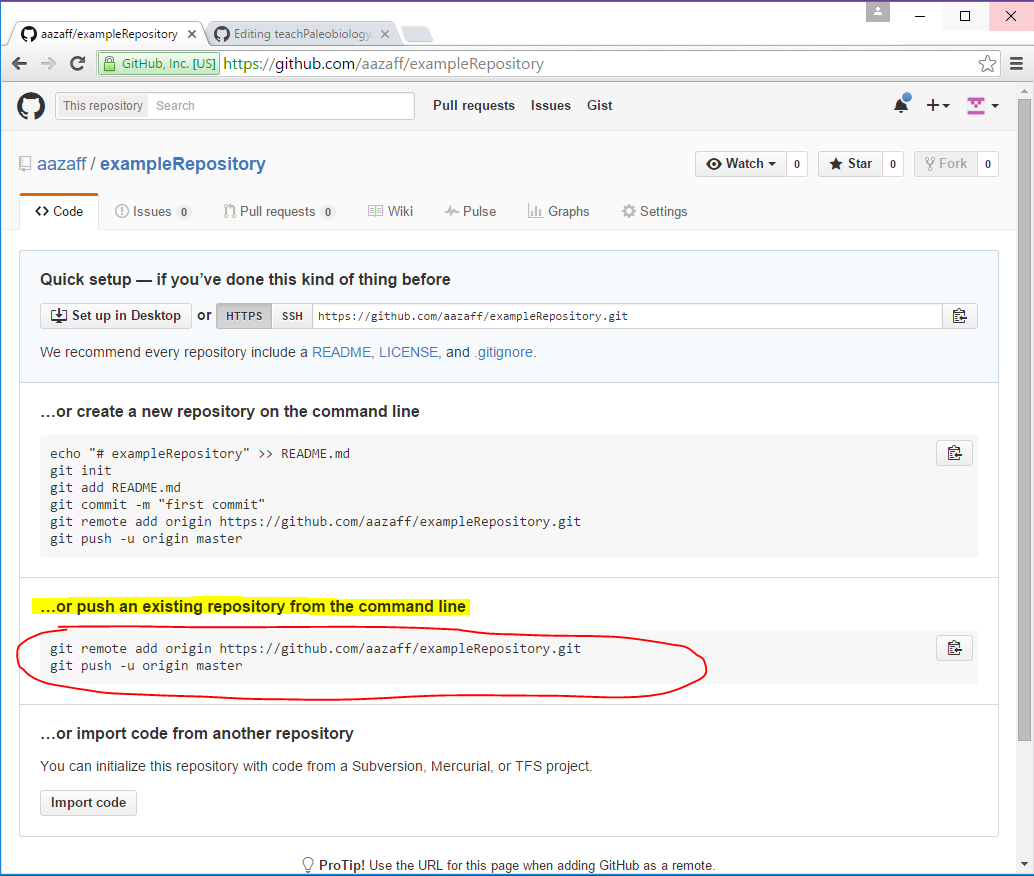 aazaff/exampleRepository
Editing teachPaleobiology
GitHub, Inc. [US] https://github.com/aazaff/exampleRepository
This repository Search Pull requests Issues Gist
aazaff / exampleRepository
Watch 0 Star 0 Fork 0
Code Issues 0 Pull requests 0 Wiki Pulse Graphs Settings
Quick setup — if you’ve done this kind of thing before
Set up in Desktop or HTTPS SSH https://github.com/aazaff/exampleRepository.git
We recommend every repository include a README, LICENSE, and .gitignore.
…or create a new repository on the command line
echo "# exampleRepository" >> README.md
git init
git add README.md
git commit -m "first commit"
git remote add origin https://github.com/aazaff/exampleRepository.git
git push -u origin master
…or push an existing repository from the command line
git remote add origin https://github.com/aazaff/exampleRepository.git
git push -u origin master
…or import code from another repository
You can initialize this repository with code from a Subversion, Mercurial, or TFS project.
Import code
ProTip! Use the URL for this page when adding GitHub as a remote.